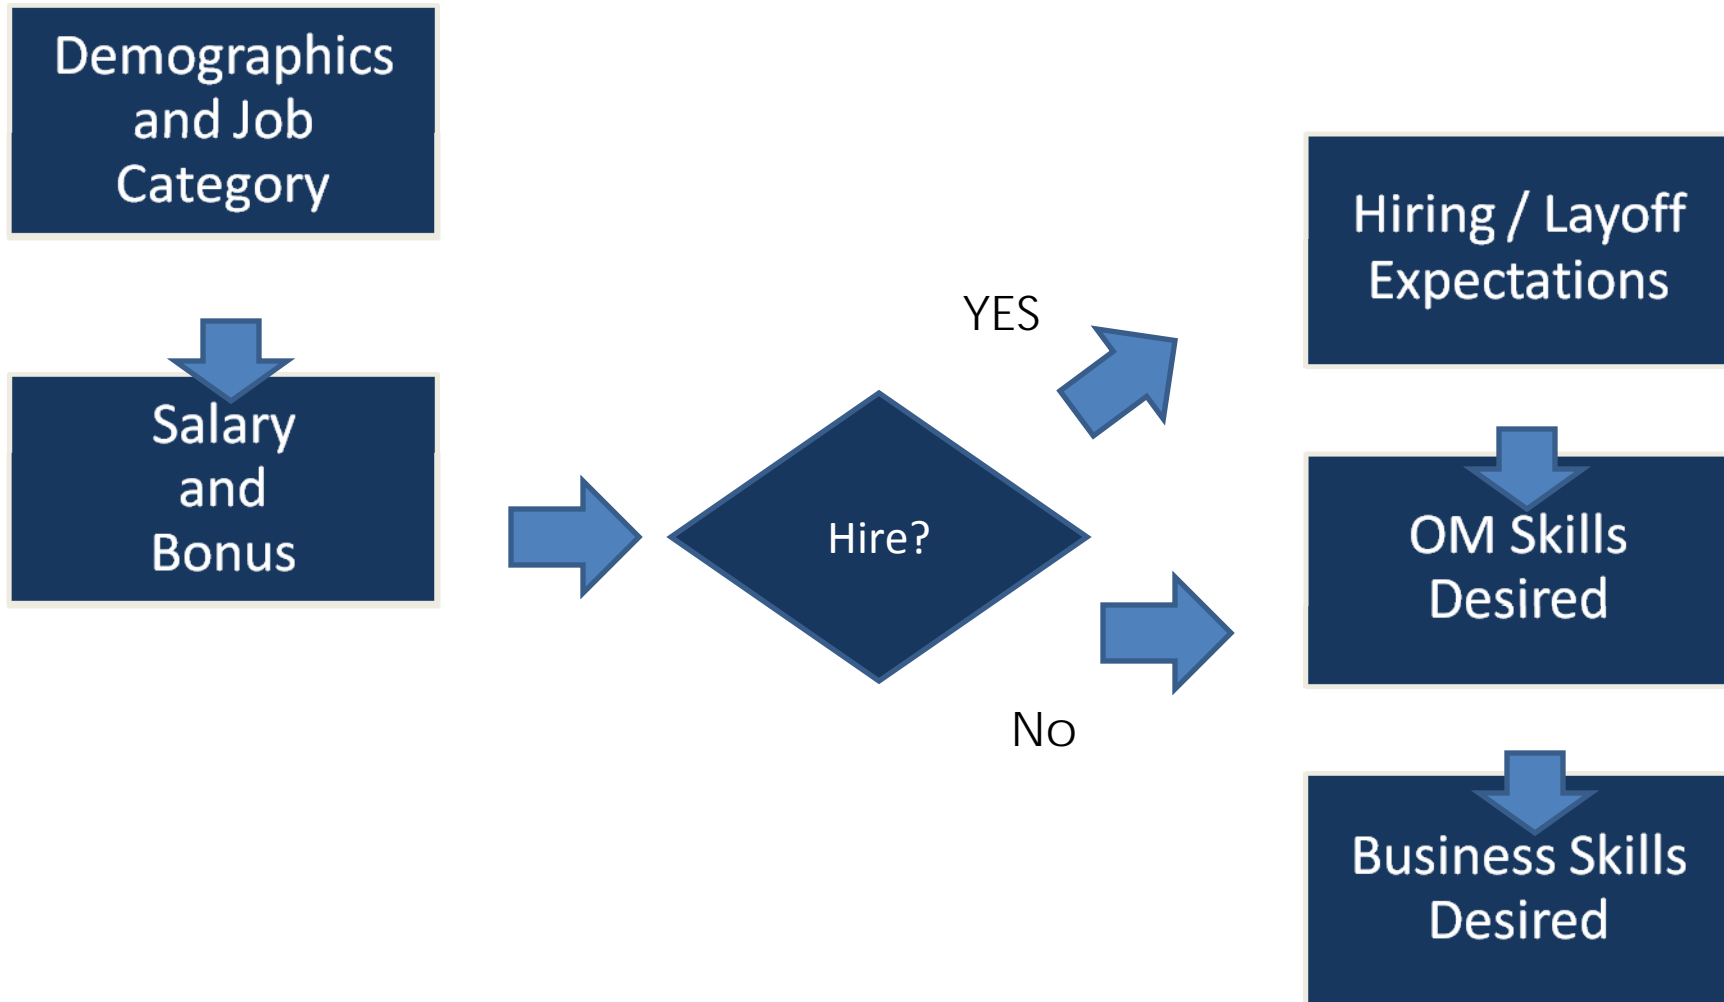 Demographics
and Job
Category
Salary
and
Bonus
Hire?
YES
No
Hiring / Layoff
Expectations
OM Skills
Desired
Business Skills
Desired